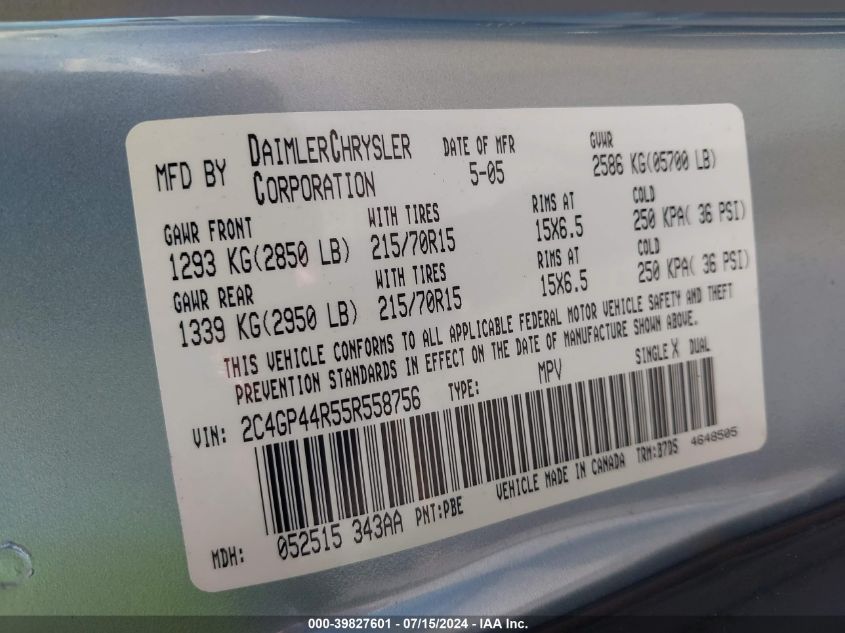 MFD BY DAIMLERCHRYSLER CORPORATION
DATE OF MFR 5-05
GVWR 2586 KG(05700 LB)
GAWR FRONT WITH TIRES RIMS AT COLD
1293 KG(2850 LB) 215/70R15 15X6.5 250 KPA( 36 PSI)
GAWR REAR WITH TIRES RIMS AT COLD
1339 KG(2950 LB) 215/70R15 15X6.5 250 KPA( 36 PSI)
THIS VEHICLE CONFORMS TO ALL APPLICABLE FEDERAL MOTOR VEHICLE SAFETY AND THEFT
PREVENTION STANDARDS IN EFFECT ON THE DATE OF MANUFACTURE SHOWN ABOVE.
VIN: 2C4GP44R55R558756 TYPE: MPV SINGLE X DUAL
MDH: 052515 343AA PNT:PBE VEHICLE MADE IN CANADA TRM:B7D5 4648505
000-39827601 - 07/15/2024 - IAA Inc.